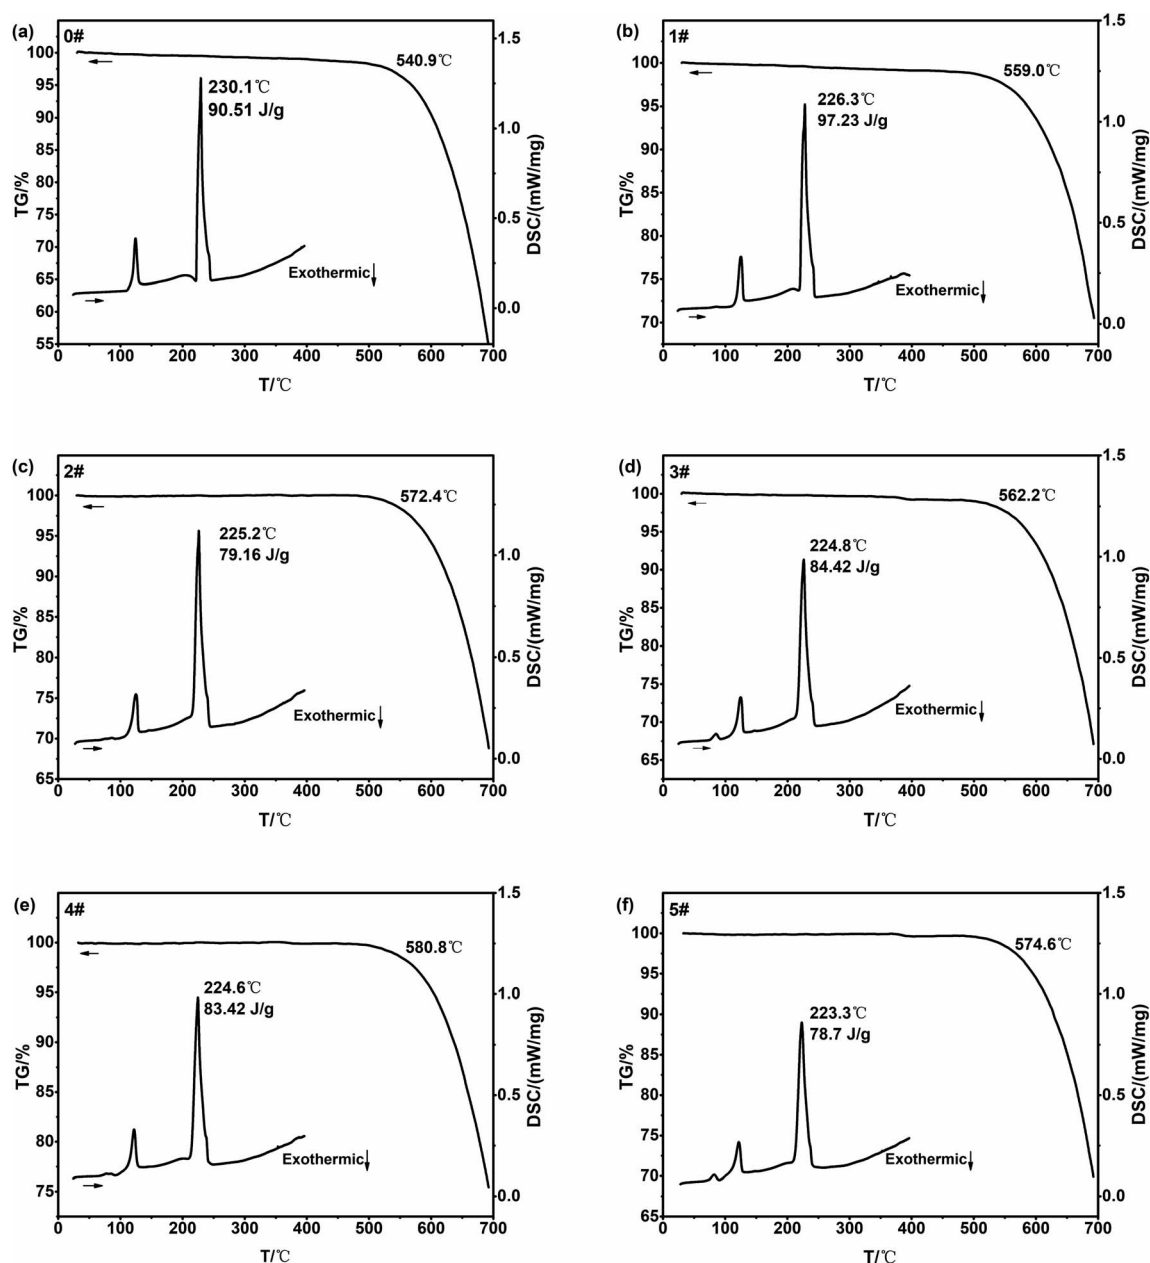 (a)
0#
540.9℃
230.1℃
90.51 J/g
Exothermic
TG/%
100
95
90
85
80
75
70
65
60
55
DSC/(mW/mg)
1.5
1.0
0.5
0.0
0 100 200 300 400 500 600 700
T/℃
(b)
1#
559.0℃
226.3℃
97.23 J/g
Exothermic
TG/%
100
95
90
85
80
75
70
DSC/(mW/mg)
1.5
1.0
0.5
0.0
0 100 200 300 400 500 600 700
T/℃
(c)
2#
572.4℃
225.2℃
79.16 J/g
Exothermic
TG/%
100
95
90
85
80
75
70
65
DSC/(mW/mg)
1.5
1.0
0.5
0.0
0 100 200 300 400 500 600 700
T/℃
(d)
3#
562.2℃
224.8℃
84.42 J/g
Exothermic
TG/%
100
95
90
85
80
75
70
65
DSC/(mW/mg)
1.5
1.0
0.5
0.0
0 100 200 300 400 500 600 700
T/℃
(e)
4#
580.8℃
224.6℃
83.42 J/g
Exothermic
TG/%
100
95
90
85
80
75
DSC/(mW/mg)
1.5
1.0
0.5
0.0
0 100 200 300 400 500 600 700
T/℃
(f)
5#
574.6℃
223.3℃
78.7 J/g
Exothermic
TG/%
100
95
90
85
80
75
70
65
DSC/(mW/mg)
1.5
1.0
0.5
0.0
0 100 200 300 400 500 600 700
T/℃